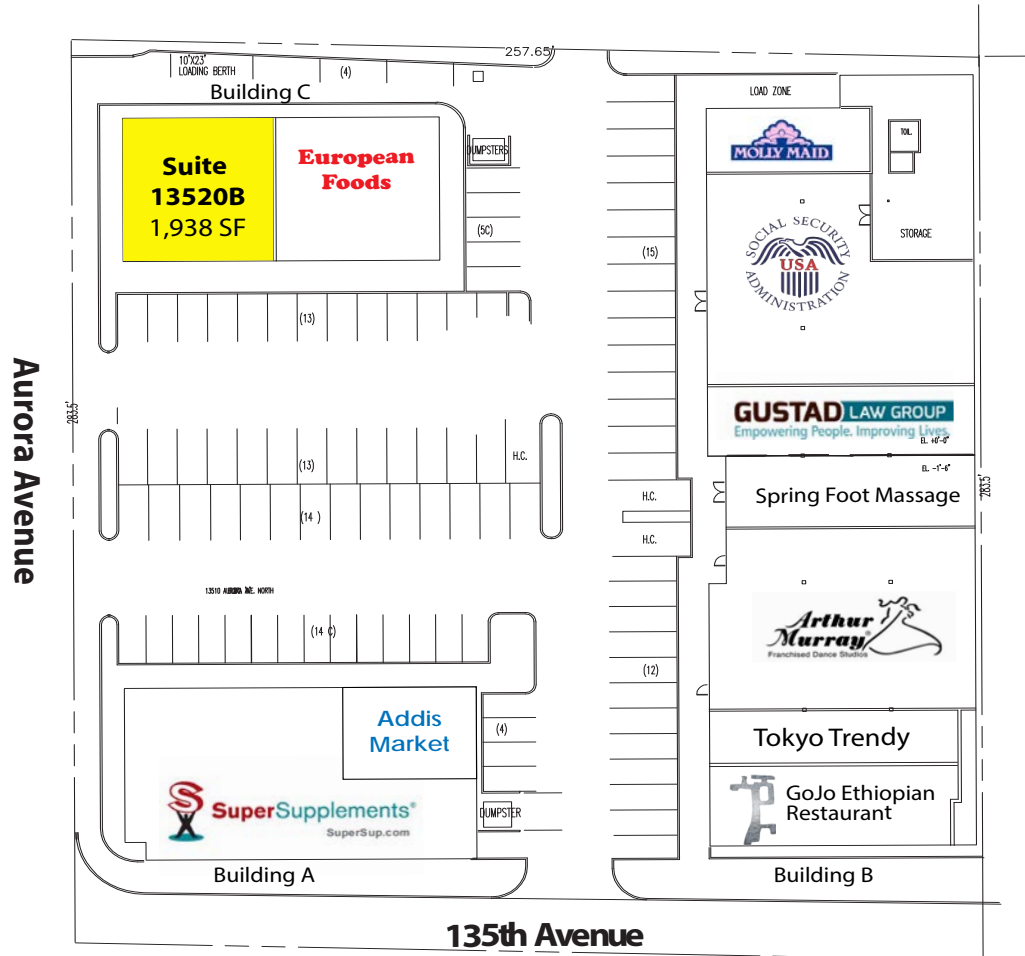 257.65'
10'X23'
LOADING BERTH
(4)
Building C
Suite
13520B
1,938 SF
European
Foods
DUMPSTERS
(5C)
(13)
(15)
LOAD ZONE
MOLLY MAID
TOIL.
STORAGE
SOCIAL SECURITY
USA
ADMINISTRATION
Aurora Avenue
283.5'
GUSTAD LAW GROUP
Empowering People. Improving Lives.
EL. +0'-0"
EL. -1'-6"
283.5'
(13)
H.C.
(14 )
H.C.
H.C.
Spring Foot Massage
13510 AURORA AVE. NORTH
(14 C)
(12)
Arthur
Murray®
Franchised Dance Studios
Addis
Market
(4)
Tokyo Trendy
SuperSupplements®
SuperSup.com
DUMPSTER
GoJo Ethiopian
Restaurant
Building A
Building B
135th Avenue